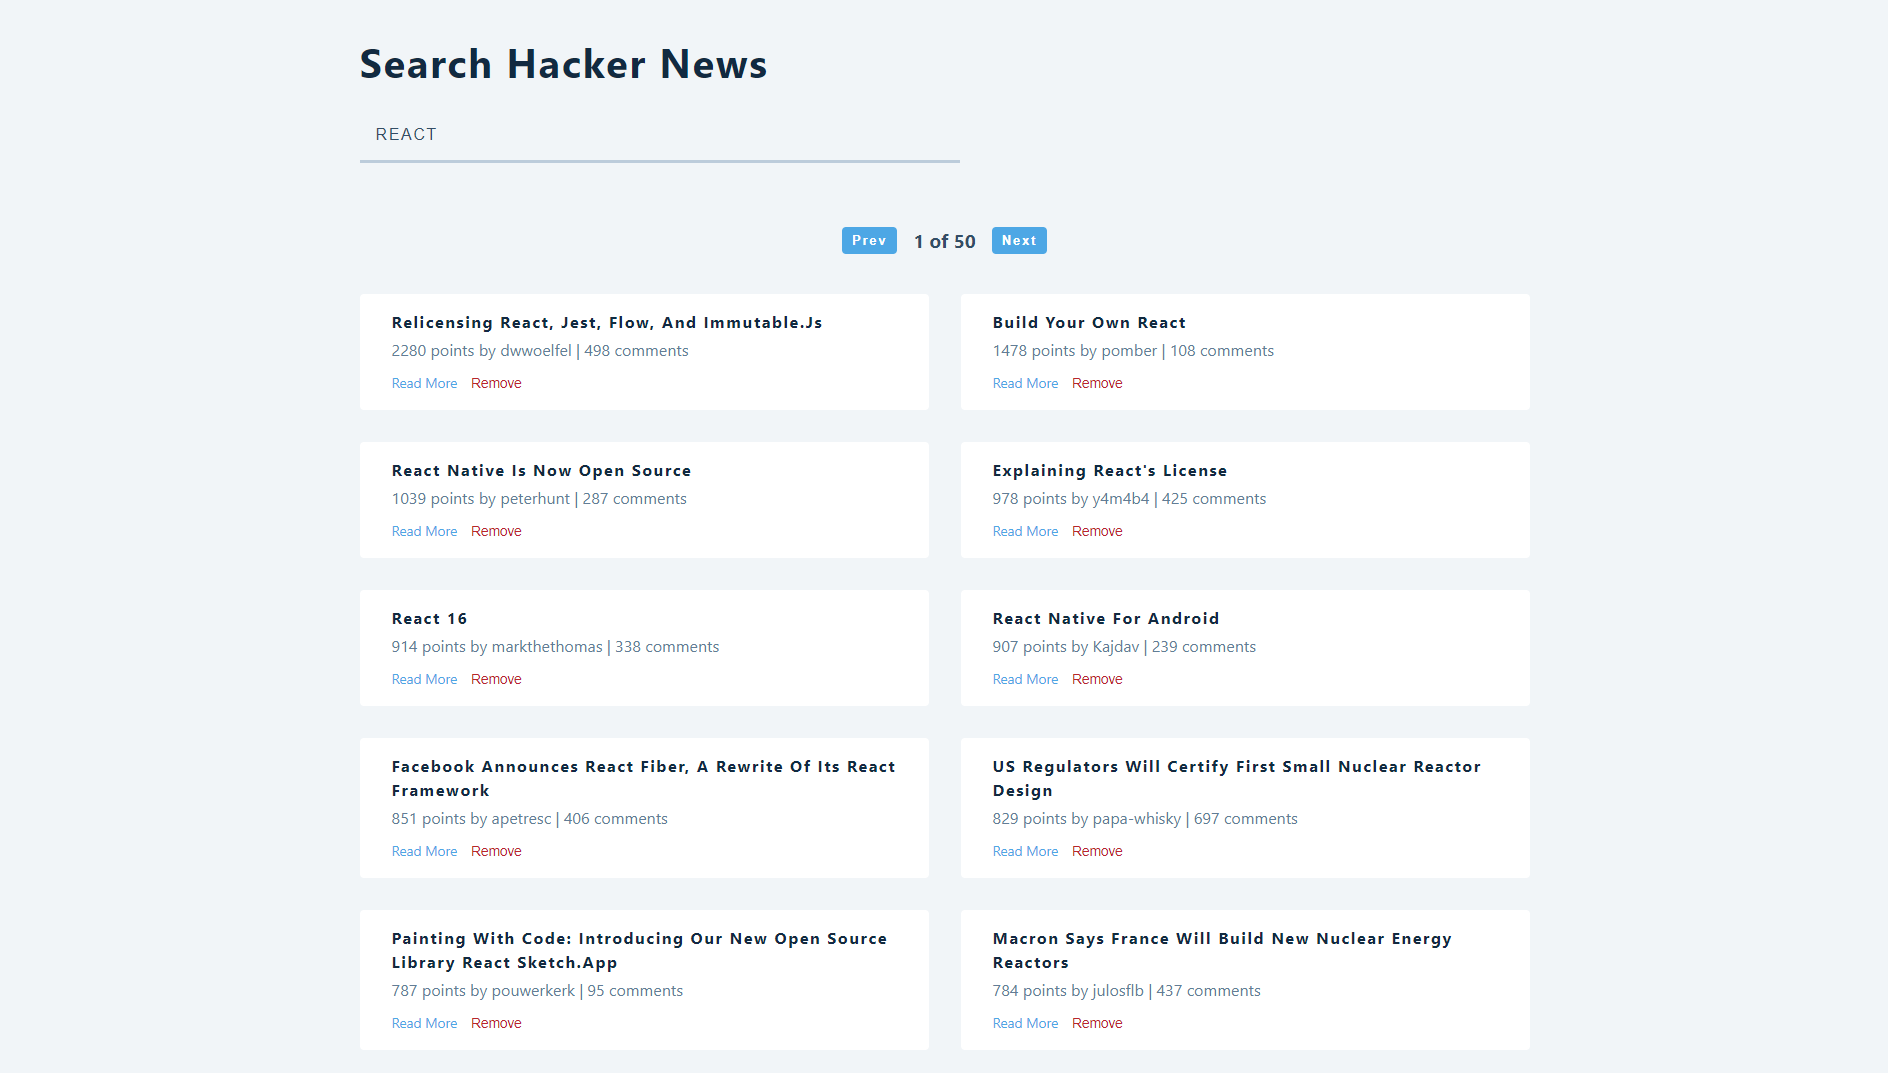 Search Hacker News
REACT
Prev 1 of 50 Next
Relicensing React, Jest, Flow, And Immutable.Js
2280 points by dwwoelfel | 498 comments
Read More Remove
Build Your Own React
1478 points by pomber | 108 comments
Read More Remove
React Native Is Now Open Source
1039 points by peterhunt | 287 comments
Read More Remove
Explaining React's License
978 points by y4m4b4 | 425 comments
Read More Remove
React 16
914 points by markthethomas | 338 comments
Read More Remove
React Native For Android
907 points by Kajdav | 239 comments
Read More Remove
Facebook Announces React Fiber, A Rewrite Of Its React
Framework
851 points by apetresc | 406 comments
Read More Remove
US Regulators Will Certify First Small Nuclear Reactor
Design
829 points by papa-whisky | 697 comments
Read More Remove
Painting With Code: Introducing Our New Open Source
Library React Sketch.App
787 points by pouwerkerk | 95 comments
Read More Remove
Macron Says France Will Build New Nuclear Energy
Reactors
784 points by julosflb | 437 comments
Read More Remove